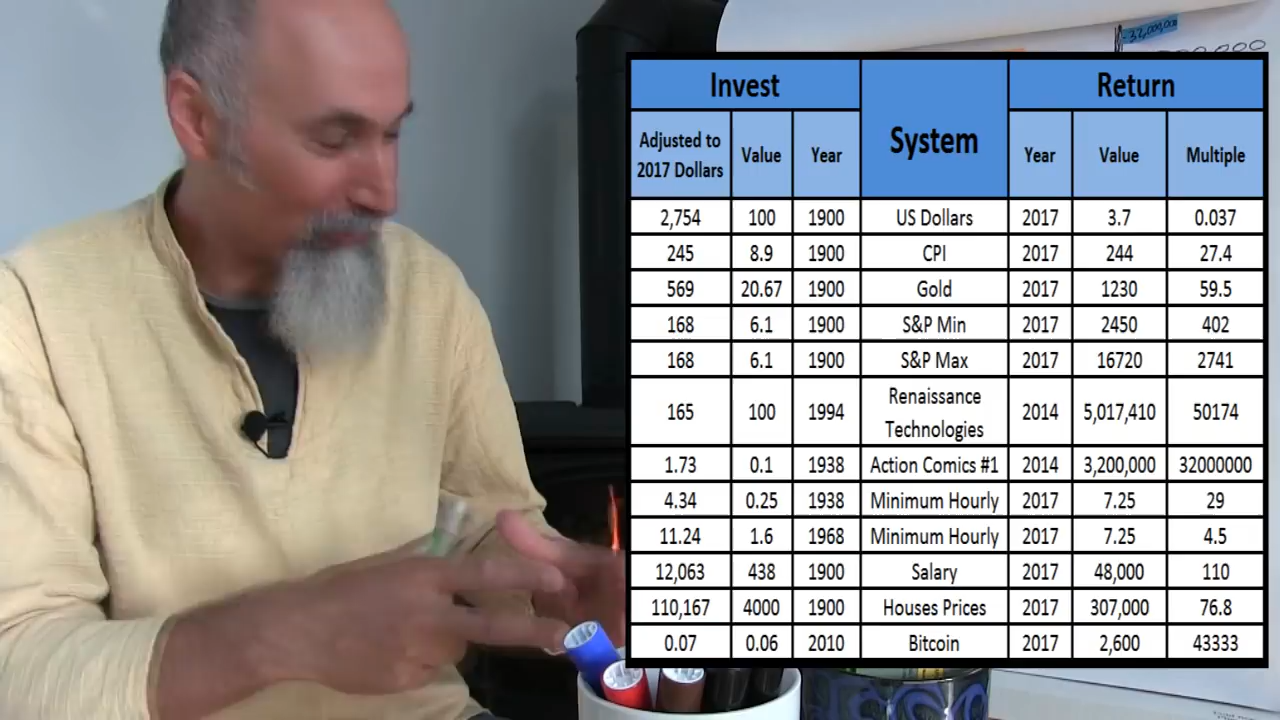 -32,000,000
Invest System Return
Adjusted to 2017 Dollars Value Year Year Value Multiple
2,754 100 1900 US Dollars 2017 3.7 0.037
245 8.9 1900 CPI 2017 244 27.4
569 20.67 1900 Gold 2017 1230 59.5
168 6.1 1900 S&P Min 2017 2450 402
168 6.1 1900 S&P Max 2017 16720 2741
165 100 1994 Renaissance Technologies 2014 5,017,410 50174
1.73 0.1 1938 Action Comics #1 2014 3,200,000 32000000
4.34 0.25 1938 Minimum Hourly 2017 7.25 29
11.24 1.6 1968 Minimum Hourly 2017 7.25 4.5
12,063 438 1900 Salary 2017 48,000 110
110,167 4000 1900 Houses Prices 2017 307,000 76.8
0.07 0.06 2010 Bitcoin 2017 2,600 43333